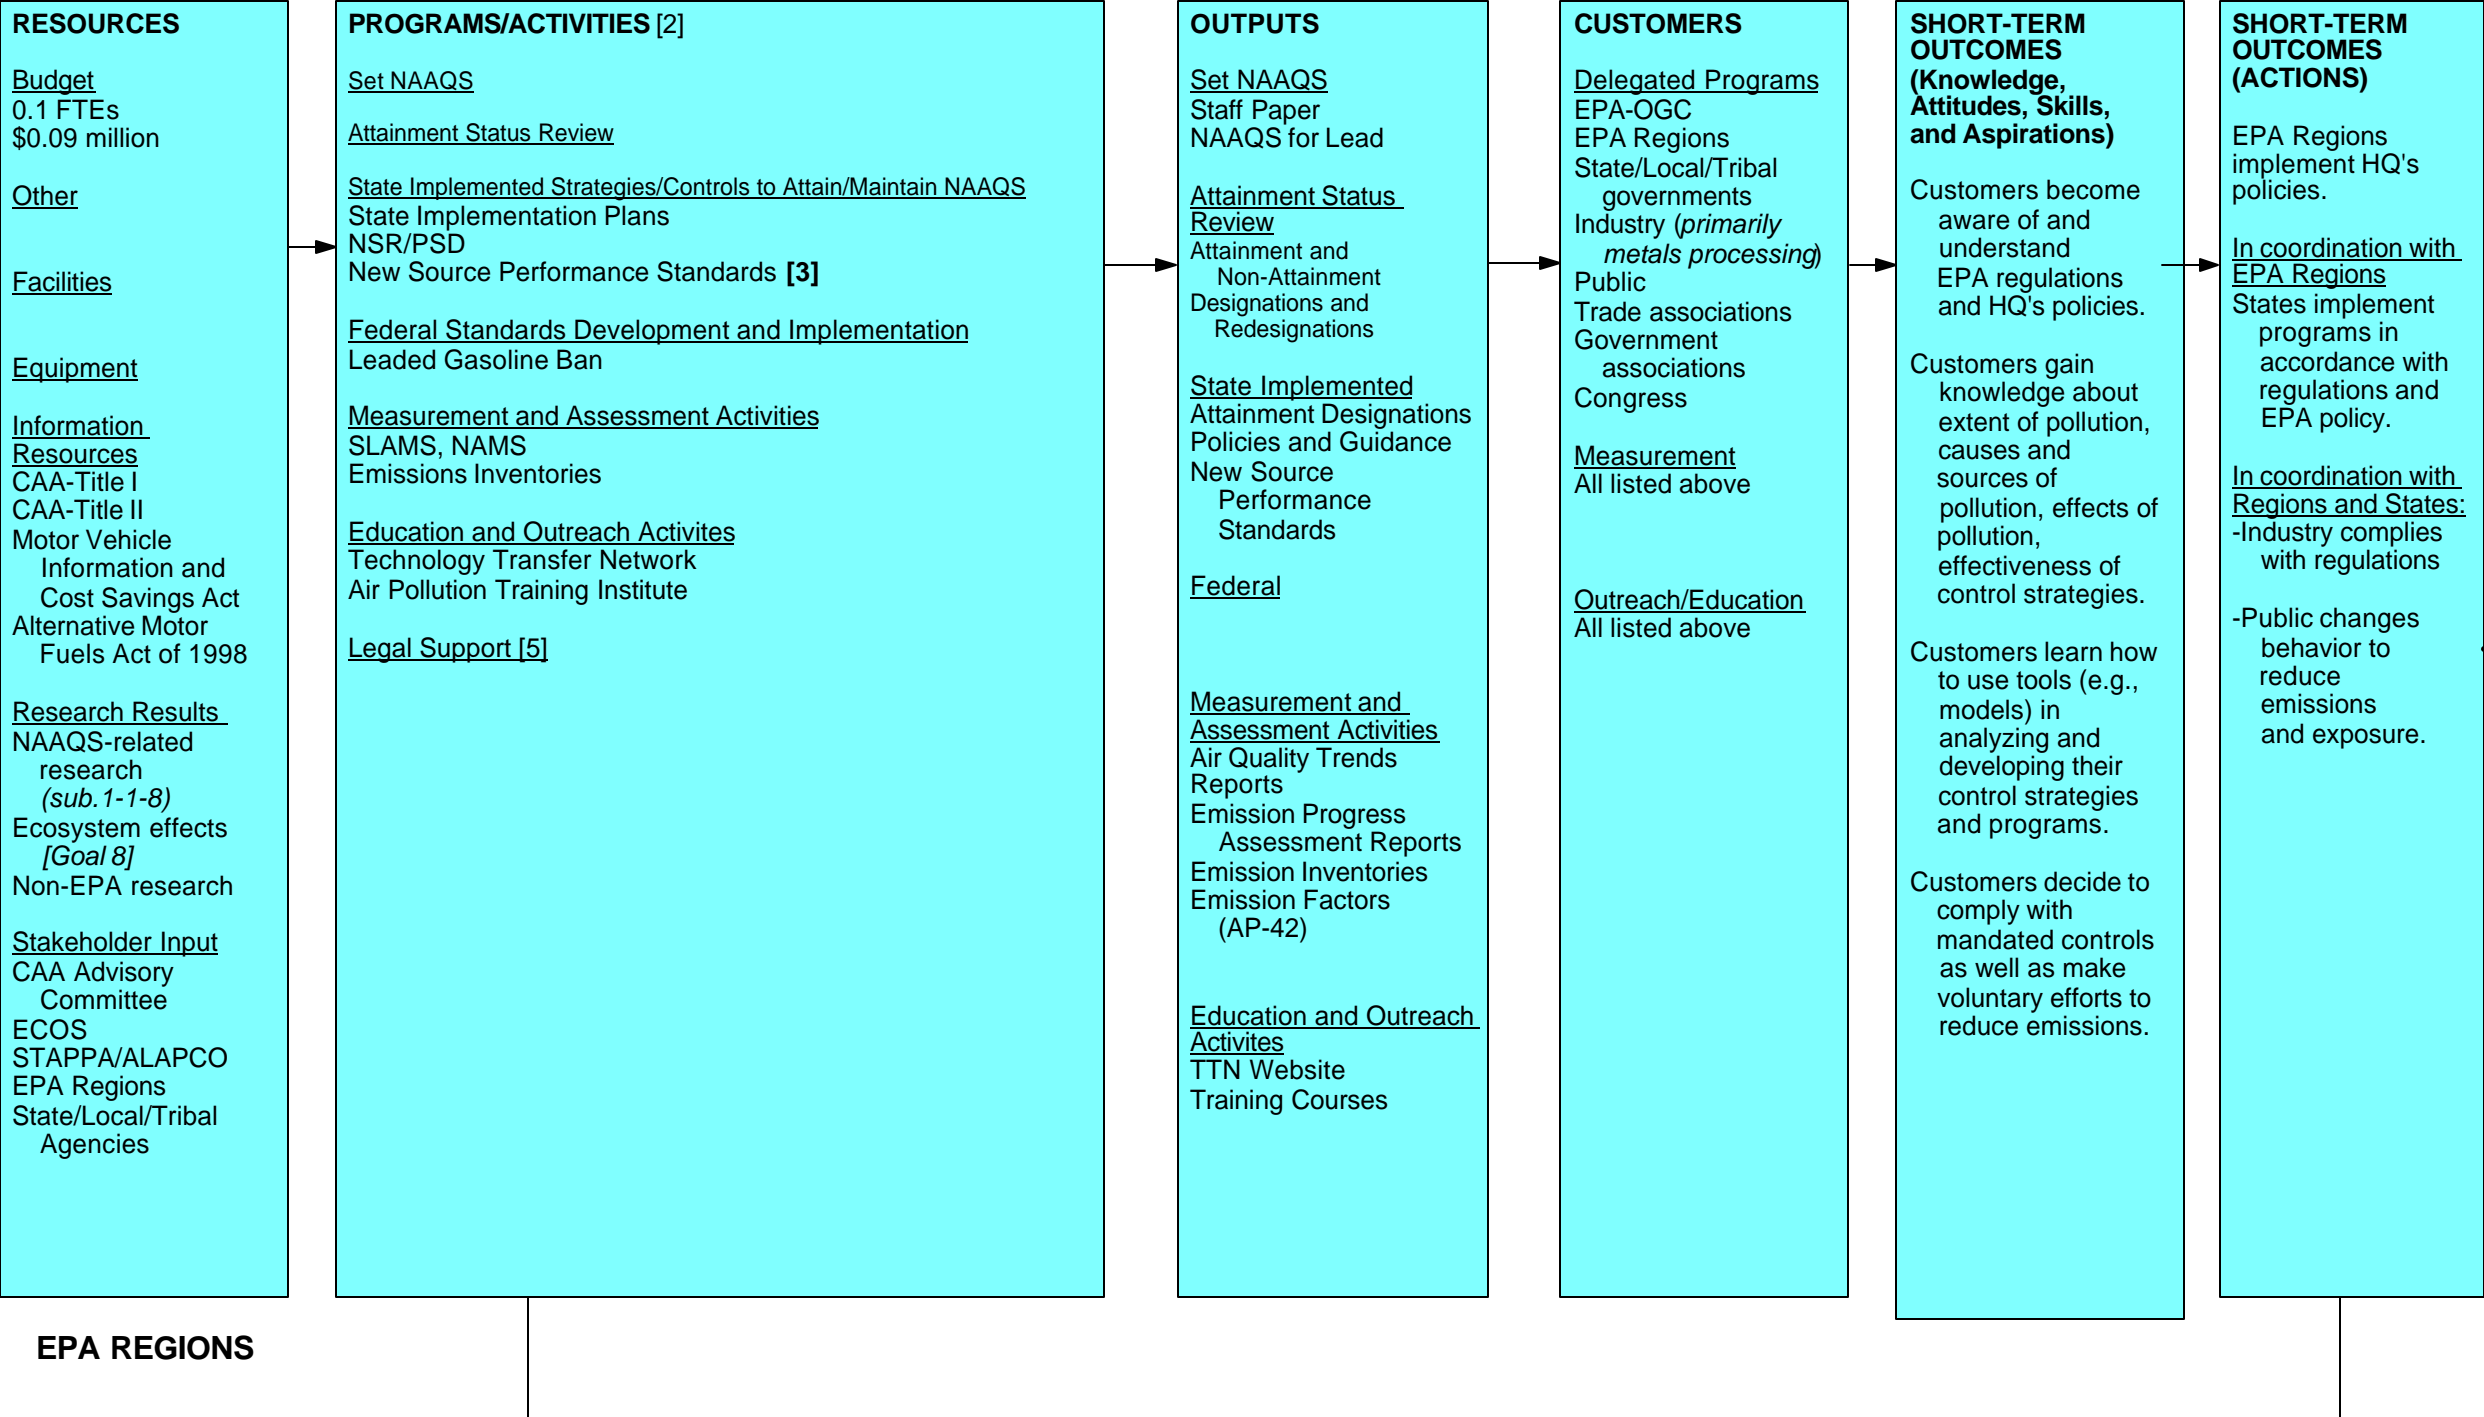 RESOURCES
Budget
0.1 FTEs
$0.09 million
Other
Facilities
Equipment
Information
Resources
CAA-Title I
CAA-Title II
Motor Vehicle
Information and
Cost Savings Act
Alternative Motor
Fuels Act of 1998
Research Results
NAAQS-related
research
(sub.1-1-8)
Ecosystem effects
[Goal 8]
Non-EPA research
Stakeholder Input
CAA Advisory
Committee
ECOS
STAPPA/ALAPCO
EPA Regions
State/Local/Tribal
Agencies
PROGRAMS/ACTIVITIES [2]
Set NAAQS
Attainment Status Review
State Implemented Strategies/Controls to Attain/Maintain NAAQS
State Implementation Plans
NSR/PSD
New Source Performance Standards [3]
Federal Standards Development and Implementation
Leaded Gasoline Ban
Measurement and Assessment Activities
SLAMS, NAMS
Emissions Inventories
Education and Outreach Activites
Technology Transfer Network
Air Pollution Training Institute
Legal Support [5]
OUTPUTS
Set NAAQS
Staff Paper
NAAQS for Lead
Attainment Status
Review
Attainment and
Non-Attainment
Designations and
Redesignations
State Implemented
Attainment Designations
Policies and Guidance
New Source
Performance
Standards
Federal
Measurement and
Assessment Activities
Air Quality Trends
Reports
Emission Progress
Assessment Reports
Emission Inventories
Emission Factors
(AP-42)
Education and Outreach
Activites
TTN Website
Training Courses
CUSTOMERS
Delegated Programs
EPA-OGC
EPA Regions
State/Local/Tribal
governments
Industry (primarily
metals processing)
Public
Trade associations
Government
associations
Congress
Measurement
All listed above
Outreach/Education
All listed above
SHORT-TERM
OUTCOMES
(Knowledge,
Attitudes, Skills,
and Aspirations)
Customers become
aware of and
understand
EPA regulations
and HQ's policies.
Customers gain
knowledge about
extent of pollution,
causes and
sources of
pollution, effects of
pollution,
effectiveness of
control strategies.
Customers learn how
to use tools (e.g.,
models) in
analyzing and
developing their
control strategies
and programs.
Customers decide to
comply with
mandated controls
as well as make
voluntary efforts to
reduce emissions.
SHORT-TERM
OUTCOMES
(ACTIONS)
EPA Regions
implement HQ's
policies.
In coordination with
EPA Regions
States implement
programs in
accordance with
regulations and
EPA policy.
In coordination with
Regions and States:
-Industry complies
with regulations
-Public changes
behavior to
reduce
emissions
and exposure.
EPA REGIONS